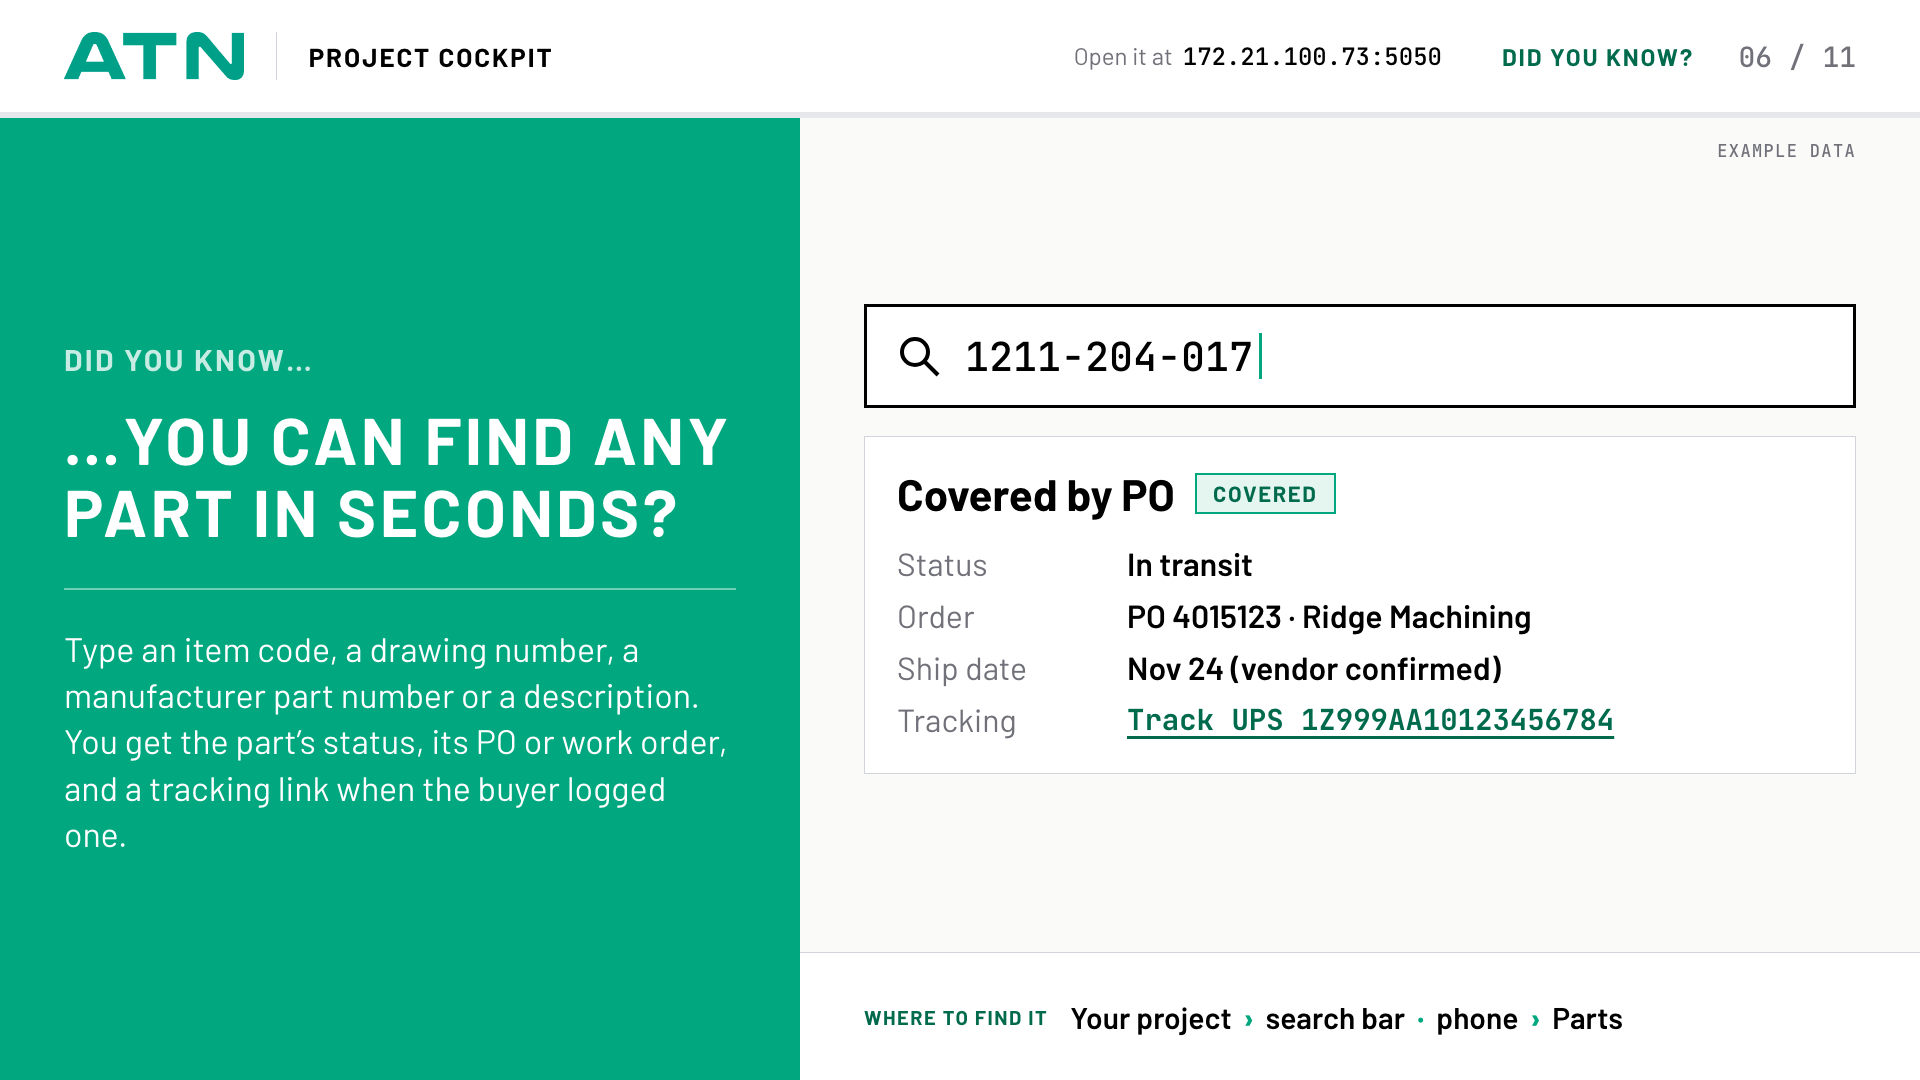 ATN
PROJECT COCKPIT
Open it at 172.21.100.73:5050
DID YOU KNOW?
06 / 11
DID YOU KNOW…
…YOU CAN FIND ANY
PART IN SECONDS?
Type an item code, a drawing number, a
manufacturer part number or a description.
You get the part’s status, its PO or work order,
and a tracking link when the buyer logged
one.
EXAMPLE DATA
1211-204-017
Covered by PO COVERED
Status In transit
Order PO 4015123 · Ridge Machining
Ship date Nov 24 (vendor confirmed)
Tracking Track UPS 1Z999AA10123456784
WHERE TO FIND IT Your project › search bar · phone › Parts